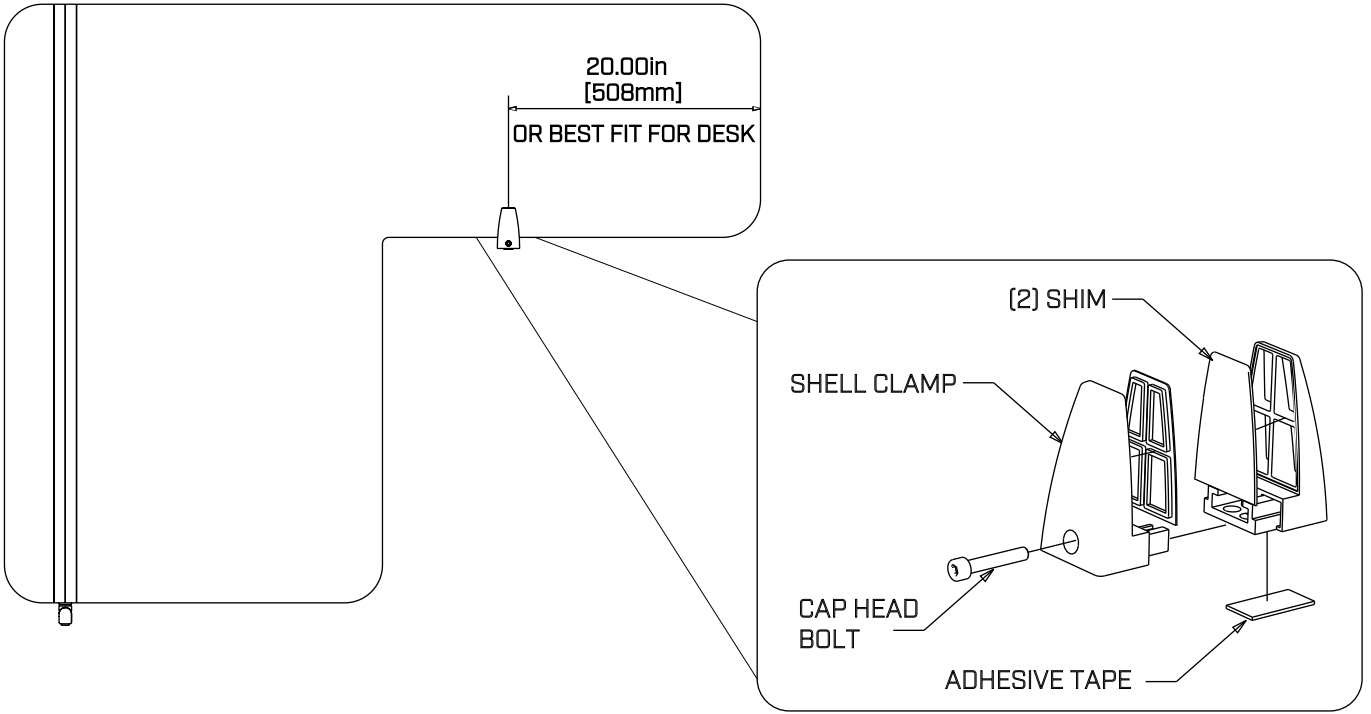 20.00in
[508mm]
OR BEST FIT FOR DESK
(2) SHIM
SHELL CLAMP
CAP HEAD
BOLT
ADHESIVE TAPE